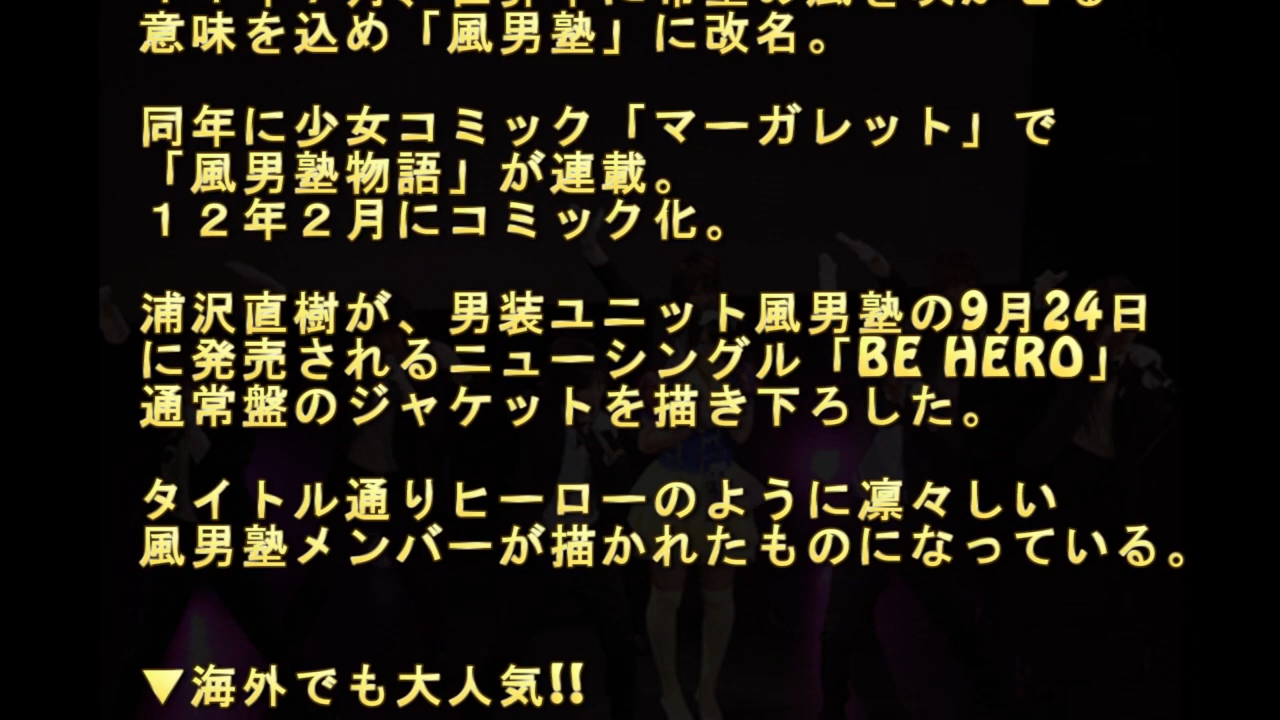 意味を込め「風男塾」に改名。
同年に少女コミック「マーガレット」で
「風男塾物語」が連載。
１２年２月にコミック化。
浦沢直樹が、男装ユニット風男塾の9月24日
に発売されるニューシングル「BE HERO」
通常盤のジャケットを描き下ろした。
タイトル通りヒーローのように凛々しい
風男塾メンバーが描かれたものになっている。
▼海外でも大人気!!